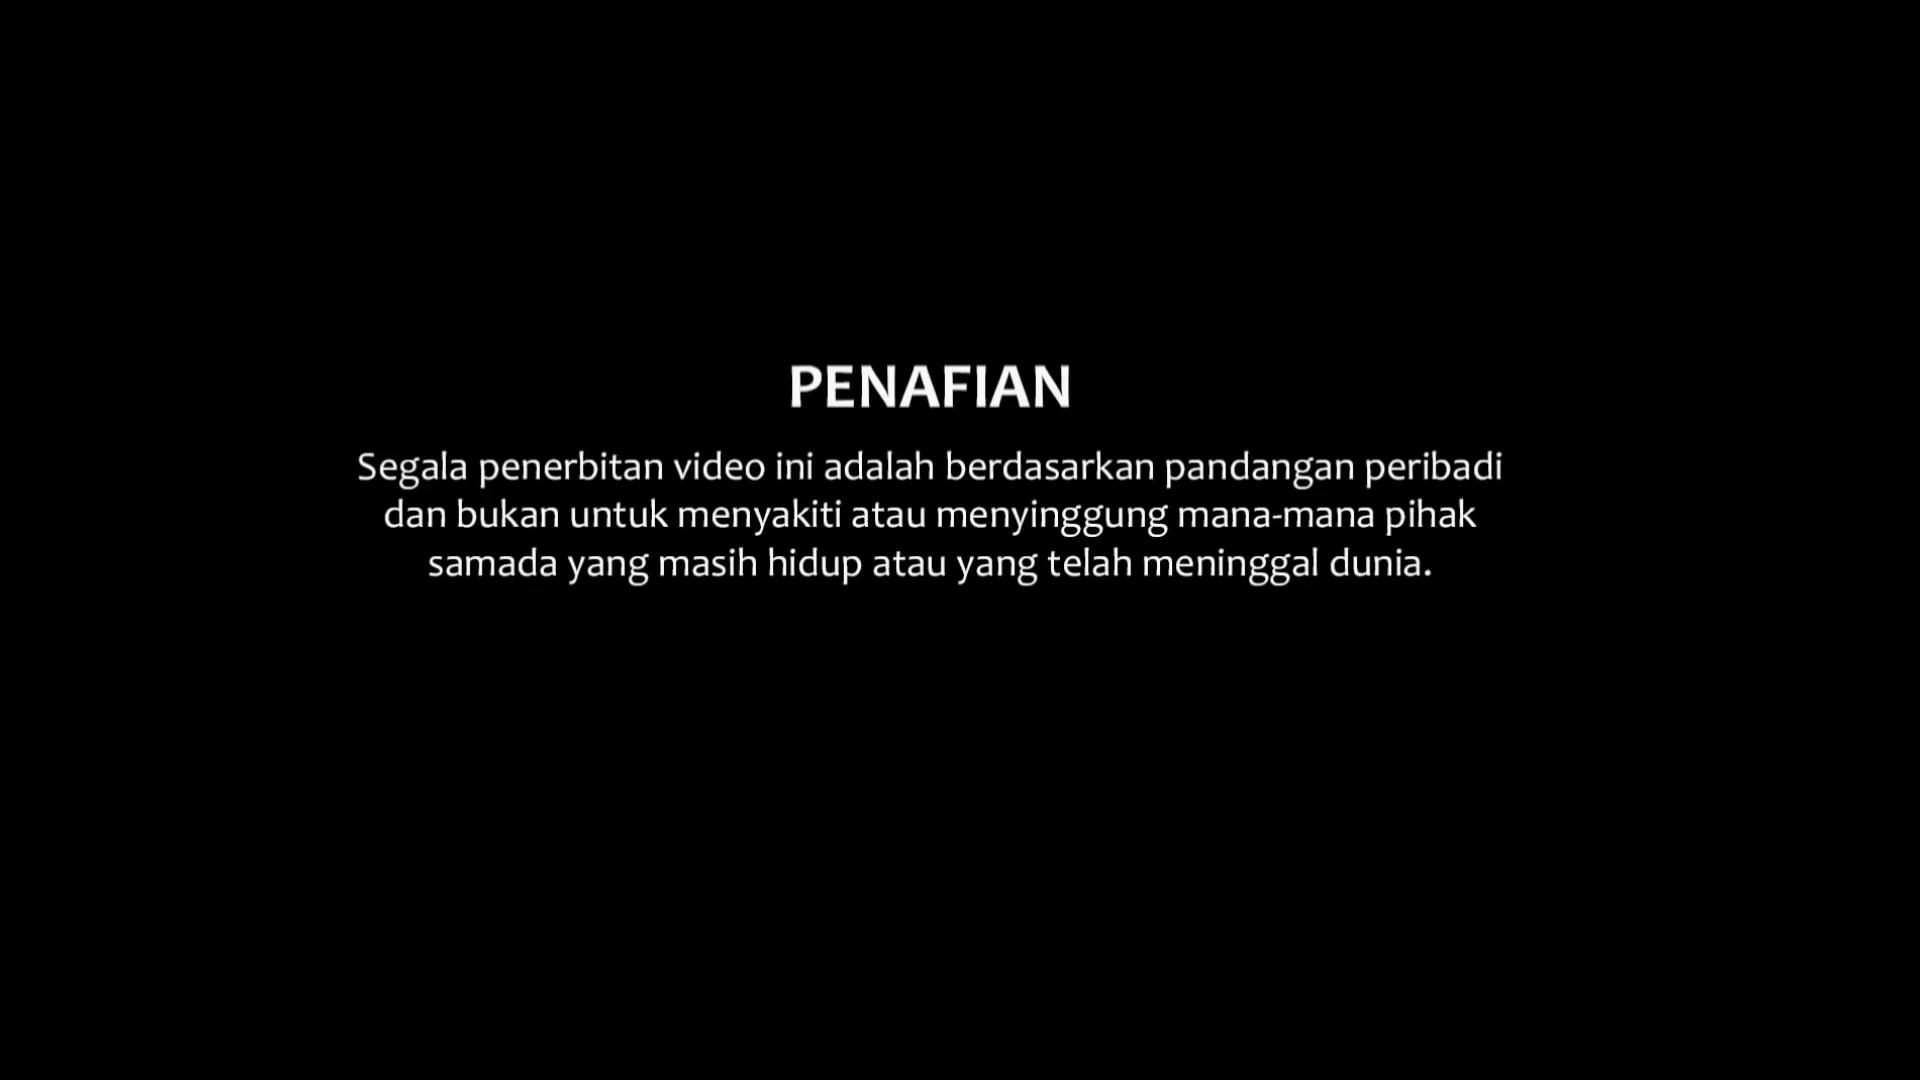 PENAFIAN
Segala penerbitan video ini adalah berdasarkan pandangan peribadi
dan bukan untuk menyakiti atau menyinggung mana-mana pihak
samada yang masih hidup atau yang telah meninggal dunia.